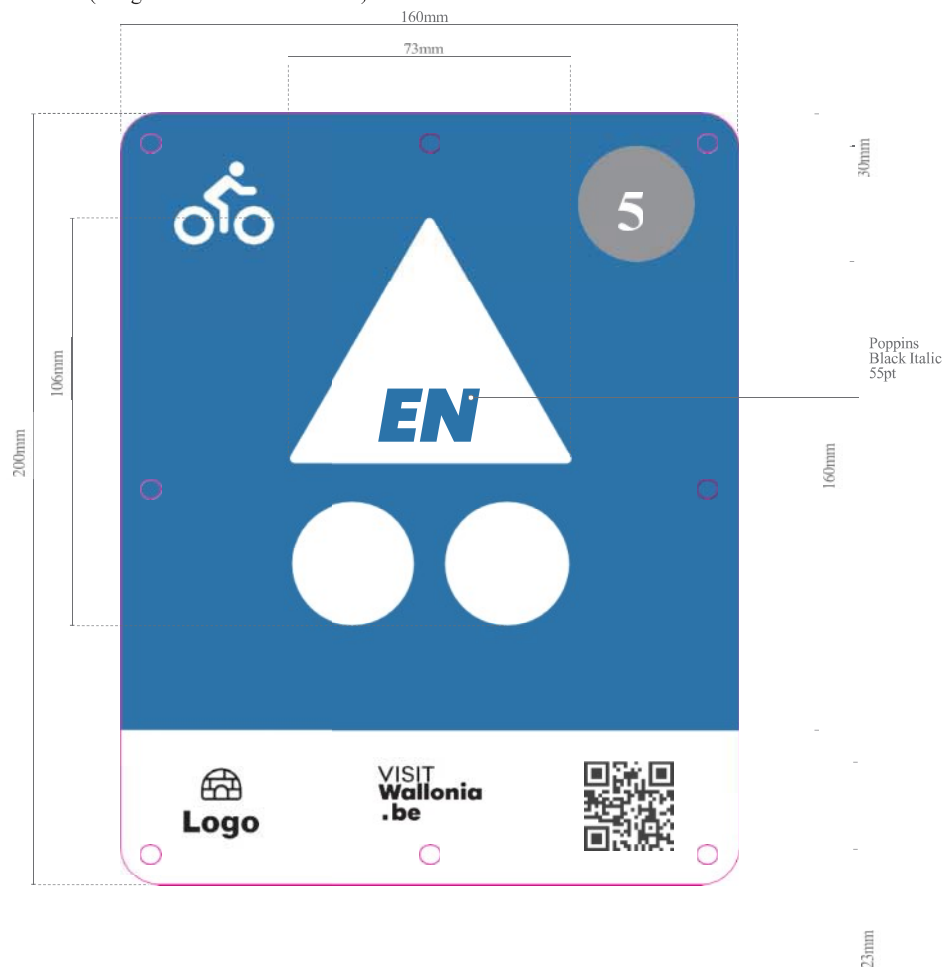 160mm
73mm
30mm
5
Poppins
Black Italic
55pt
106mm
EN
200mm
160mm
VISIT
Wallonia
.be
Logo
23mm